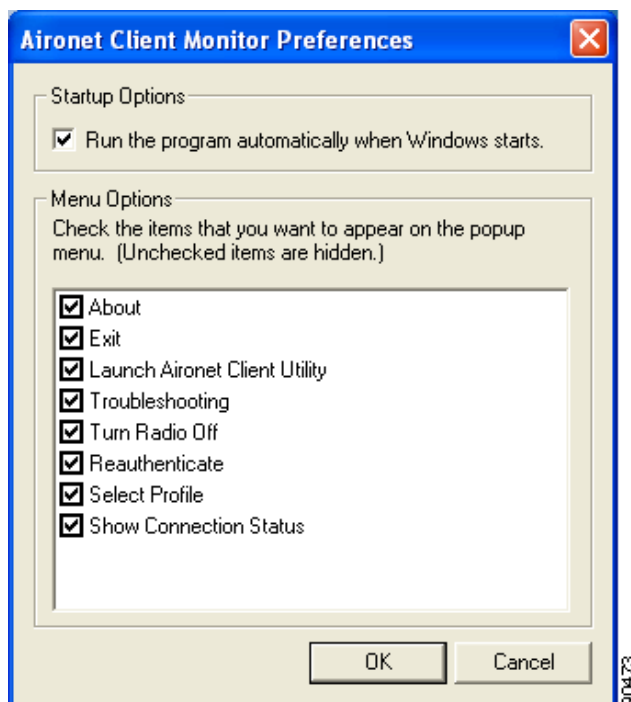 Aironet Client Monitor Preferences
Startup Options
Run the program automatically when Windows starts.
Menu Options
Check the items that you want to appear on the popup
menu. (Unchecked items are hidden.)
About
Exit
Launch Aironet Client Utility
Troubleshooting
Turn Radio Off
Reauthenticate
Select Profile
Show Connection Status
OK
Cancel
90473